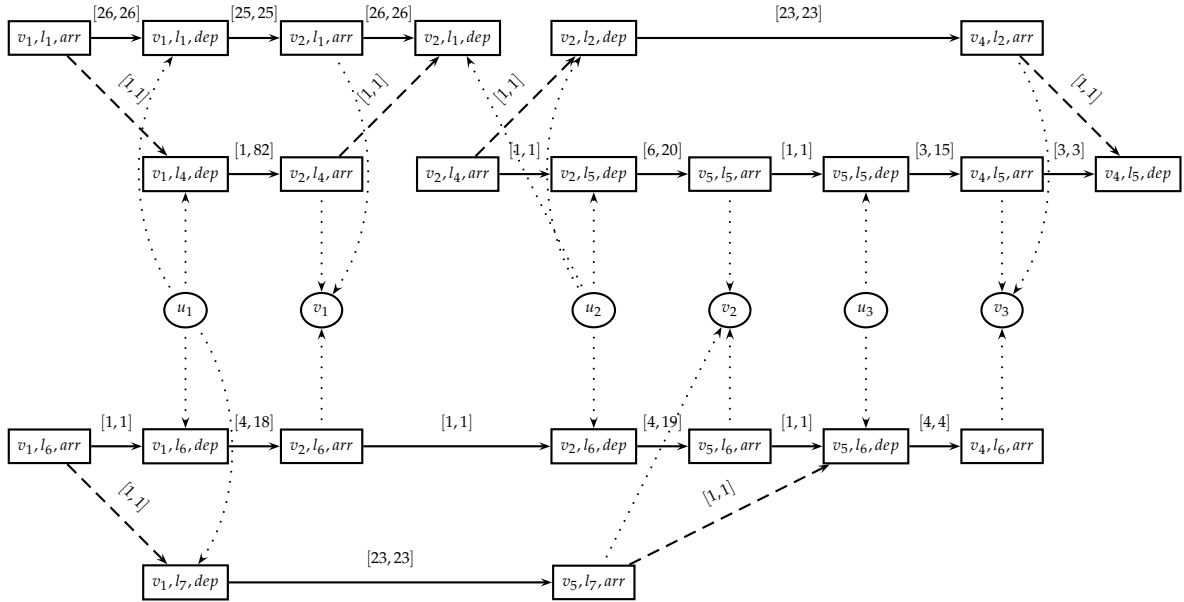 [26, 26] [25, 25] [26, 26] [23, 23]
v1, l1, arr v1, l1, dep v2, l1, arr v2, l1, dep v2, l2, dep v4, l2, arr
[1, 1] [1, 1] [1, 1] [1, 1]
[1, 82] [1, 1] [6, 20] [1, 1] [3, 15] [3, 3]
v1, l4, dep v2, l4, arr v2, l4, arr v2, l5, dep v5, l5, arr v5, l5, dep v4, l5, arr v4, l5, dep
u1 v1 u2 v2 u3 v3
[1, 1] [4, 18] [1, 1] [4, 19] [1, 1] [4, 4]
v1, l6, arr v1, l6, dep v2, l6, arr v2, l6, dep v5, l6, arr v5, l6, dep v4, l6, arr
[1, 1] [1, 1]
[23, 23]
v1, l7, dep v5, l7, arr